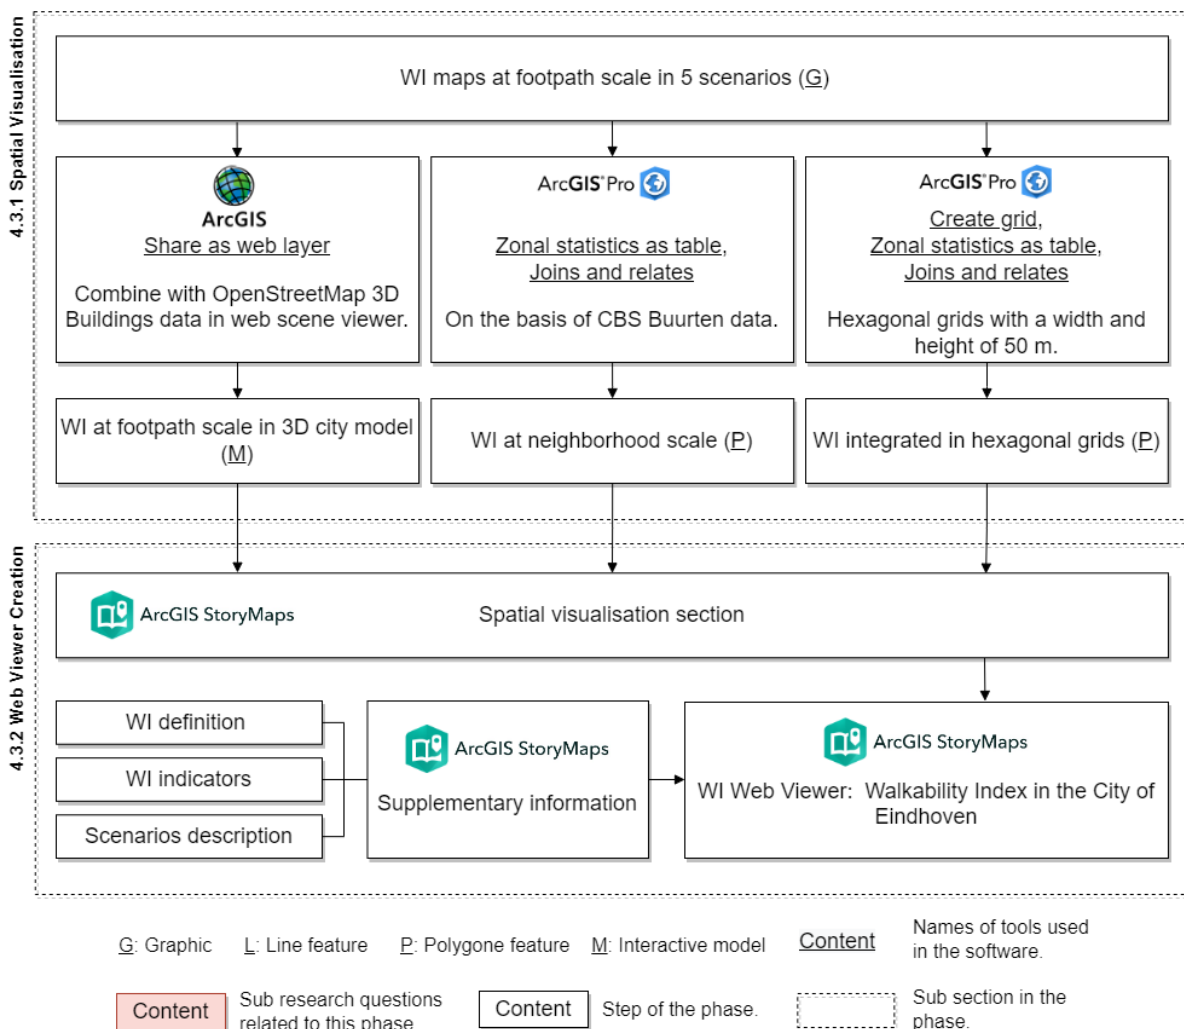 4.3.1 Spatial Visualisation
WI maps at footpath scale in 5 scenarios (G)
ArcGIS
Share as web layer
Combine with OpenStreetMap 3D
Buildings data in web scene viewer.
ArcGIS Pro
Zonal statistics as table,
Joins and relates
On the basis of CBS Buurten data.
ArcGIS Pro
Create grid,
Zonal statistics as table,
Joins and relates
Hexagonal grids with a width and
height of 50 m.
WI at footpath scale in 3D city model
(M)
WI at neighborhood scale (P)
WI integrated in hexagonal grids (P)
4.3.2 Web Viewer Creation
ArcGIS StoryMaps
Spatial visualisation section
WI definition
WI indicators
Scenarios description
ArcGIS StoryMaps
Supplementary information
ArcGIS StoryMaps
WI Web Viewer: Walkability Index in the City of
Eindhoven
G: Graphic
L: Line feature
P: Polygone feature
M: Interactive model
Content
Names of tools used
in the software.
Content
Sub research questions
related to this phase
Content
Step of the phase.
Sub section in the
phase.